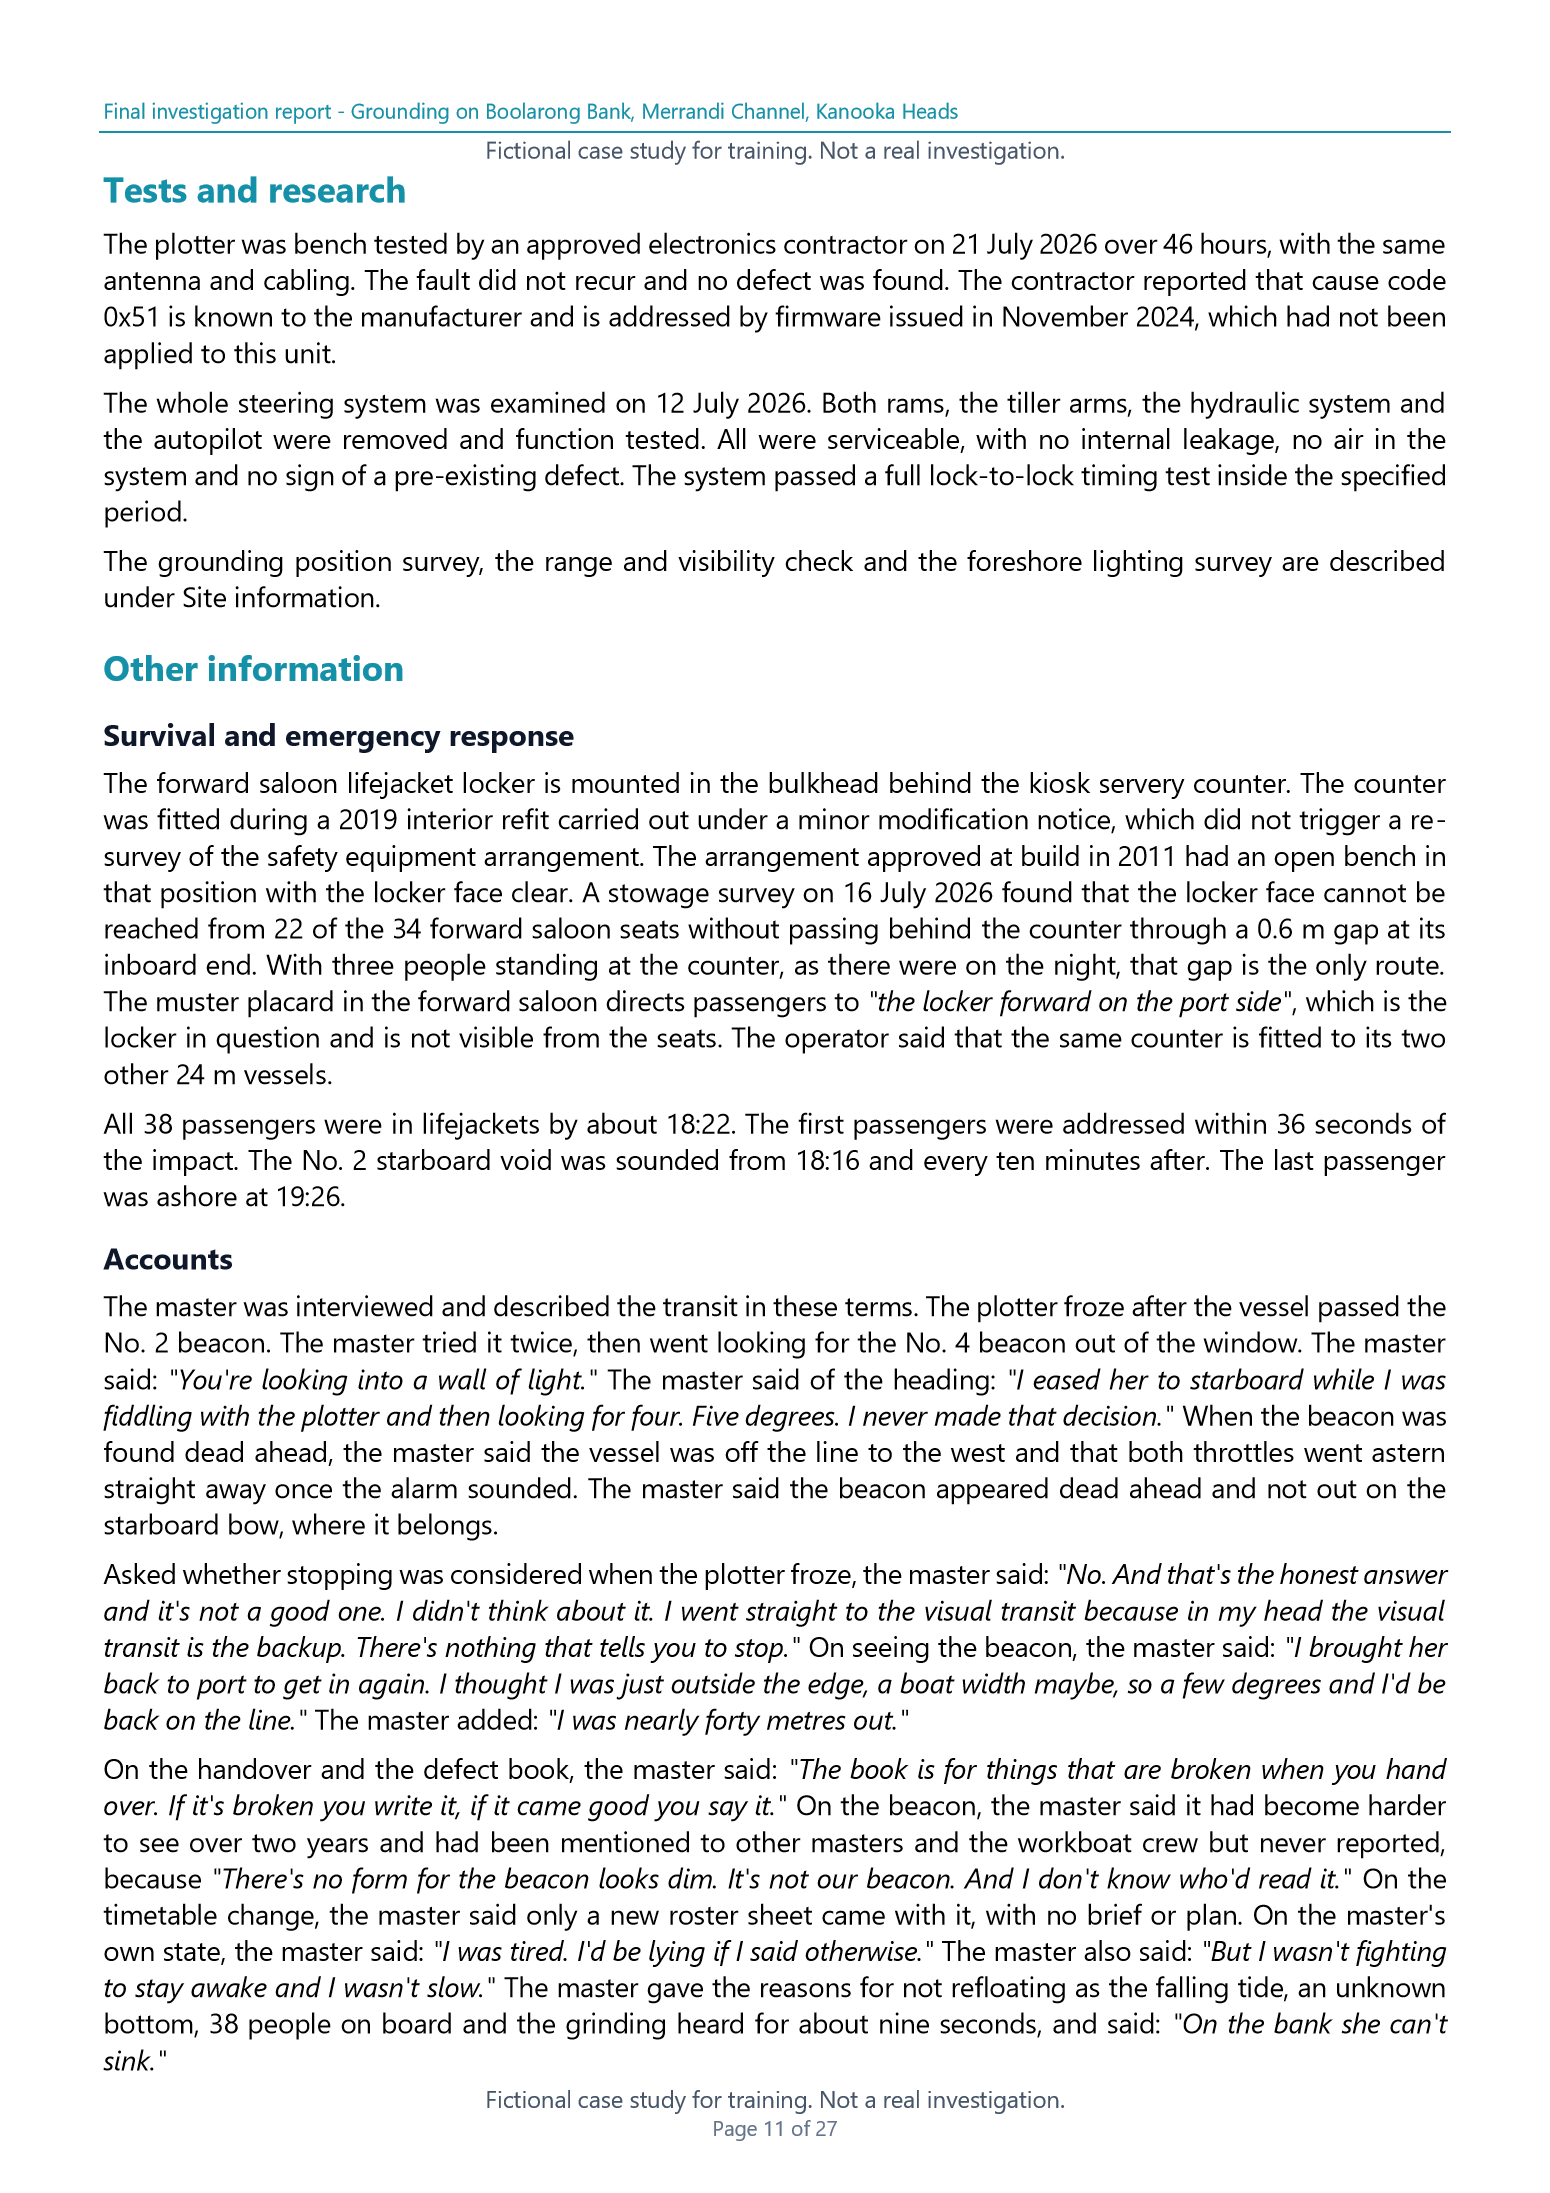 Final investigation report - Grounding on Boolarong Bank, Merrandi Channel, Kanooka Heads
Fictional case study for training. Not a real investigation.
Tests and research
The plotter was bench tested by an approved electronics contractor on 21 July 2026 over 46 hours, with the same
antenna and cabling. The fault did not recur and no defect was found. The contractor reported that cause code
0x51 is known to the manufacturer and is addressed by firmware issued in November 2024, which had not been
applied to this unit.
The whole steering system was examined on 12 July 2026. Both rams, the tiller arms, the hydraulic system and
the autopilot were removed and function tested. All were serviceable, with no internal leakage, no air in the
system and no sign of a pre-existing defect. The system passed a full lock-to-lock timing test inside the specified
period.
The grounding position survey, the range and visibility check and the foreshore lighting survey are described
under Site information.
Other information
Survival and emergency response
The forward saloon lifejacket locker is mounted in the bulkhead behind the kiosk servery counter. The counter
was fitted during a 2019 interior refit carried out under a minor modification notice, which did not trigger a re-
survey of the safety equipment arrangement. The arrangement approved at build in 2011 had an open bench in
that position with the locker face clear. A stowage survey on 16 July 2026 found that the locker face cannot be
reached from 22 of the 34 forward saloon seats without passing behind the counter through a 0.6 m gap at its
inboard end. With three people standing at the counter, as there were on the night, that gap is the only route.
The muster placard in the forward saloon directs passengers to "the locker forward on the port side", which is the
locker in question and is not visible from the seats. The operator said that the same counter is fitted to its two
other 24 m vessels.
All 38 passengers were in lifejackets by about 18:22. The first passengers were addressed within 36 seconds of
the impact. The No. 2 starboard void was sounded from 18:16 and every ten minutes after. The last passenger
was ashore at 19:26.
Accounts
The master was interviewed and described the transit in these terms. The plotter froze after the vessel passed the
No. 2 beacon. The master tried it twice, then went looking for the No. 4 beacon out of the window. The master
said: "You're looking into a wall of light." The master said of the heading: "I eased her to starboard while I was
fiddling with the plotter and then looking for four. Five degrees. I never made that decision." When the beacon was
found dead ahead, the master said the vessel was off the line to the west and that both throttles went astern
straight away once the alarm sounded. The master said the beacon appeared dead ahead and not out on the
starboard bow, where it belongs.
Asked whether stopping was considered when the plotter froze, the master said: "No. And that's the honest answer
and it's not a good one. I didn't think about it. I went straight to the visual transit because in my head the visual
transit is the backup. There's nothing that tells you to stop." On seeing the beacon, the master said: "I brought her
back to port to get in again. I thought I was just outside the edge, a boat width maybe, so a few degrees and I'd be
back on the line." The master added: "I was nearly forty metres out."
On the handover and the defect book, the master said: "The book is for things that are broken when you hand
over. If it's broken you write it, if it came good you say it." On the beacon, the master said it had become harder
to see over two years and had been mentioned to other masters and the workboat crew but never reported,
because "There's no form for the beacon looks dim. It's not our beacon. And I don't know who'd read it." On the
timetable change, the master said only a new roster sheet came with it, with no brief or plan. On the master's
own state, the master said: "I was tired. I'd be lying if I said otherwise." The master also said: "But I wasn't fighting
to stay awake and I wasn't slow." The master gave the reasons for not refloating as the falling tide, an unknown
bottom, 38 people on board and the grinding heard for about nine seconds, and said: "On the bank she can't
sink."
Fictional case study for training. Not a real investigation.
Page 11 of 27